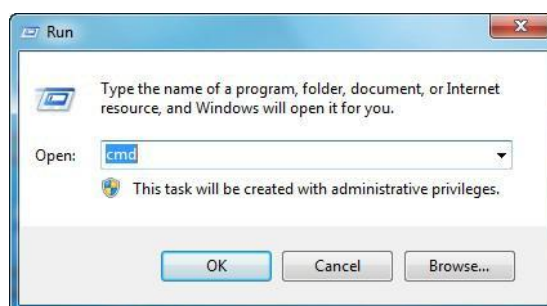 Run
Type the name of a program, folder, document, or Internet
resource, and Windows will open it for you.
Open: cmd
This task will be created with administrative privileges.
OK Cancel Browse...